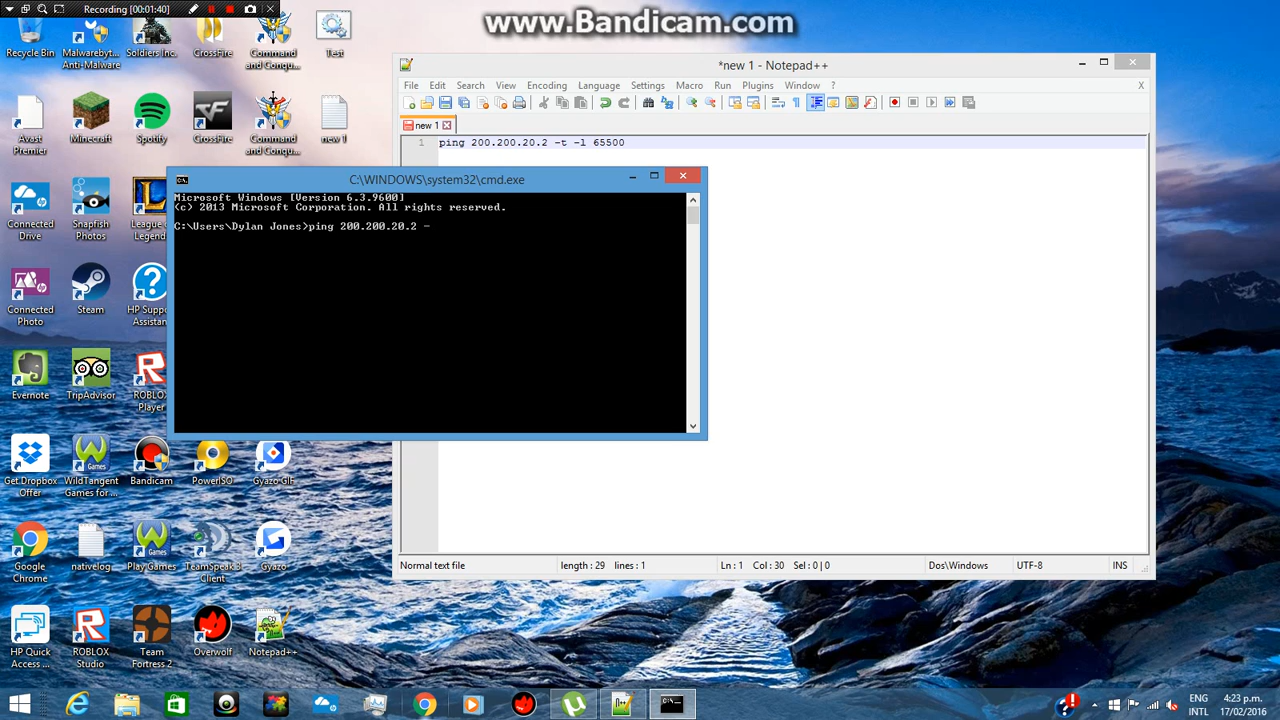 Recording [00:01:40]
www.Bandicam.com
Recycle Bin
Malwarebyt... Anti-Malware
Soldiers Inc.
CrossFire
Command and Conqu...
Test
Avast Premier
Minecraft
Spotify
CrossFire
Command and Conqu...
new 1
Connected Drive
Snapfish Photos
League of Legends
Connected Photo
Steam
HP Support Assistant
Evernote
TripAdvisor
ROBLOX Player
Get Dropbox Offer
WildTangent Games for ...
Bandicam
PowerISO
Gyazo GIF
Google Chrome
nativelog
Play Games
TeamSpeak 3 Client
Gyazo
HP Quick Access ...
ROBLOX Studio
Team Fortress 2
Overwolf
Notepad++
*new 1 - Notepad++
File Edit Search View Encoding Language Settings Macro Run Plugins Window ? X
new 1
1 ping 200.200.20.2 -t -l 65500
C:\WINDOWS\system32\cmd.exe
Microsoft Windows [Version 6.3.9600]
(c) 2013 Microsoft Corporation. All rights reserved.
C:\Users\Dylan Jones>ping 200.200.20.2 -
Normal text file length : 29 lines : 1 Ln : 1 Col : 30 Sel : 0 | 0 Dos\Windows UTF-8 INS
ENG
INTL
4:23 p.m.
17/02/2016